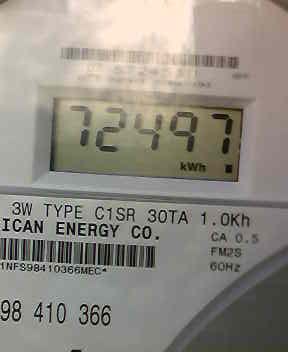 72497
kWh
3W TYPE C1SR 30TA 1.0Kh
ICAN ENERGY CO.
CA 0.5
FM2S
60Hz
1NFS98410366MEC*
98 410 366